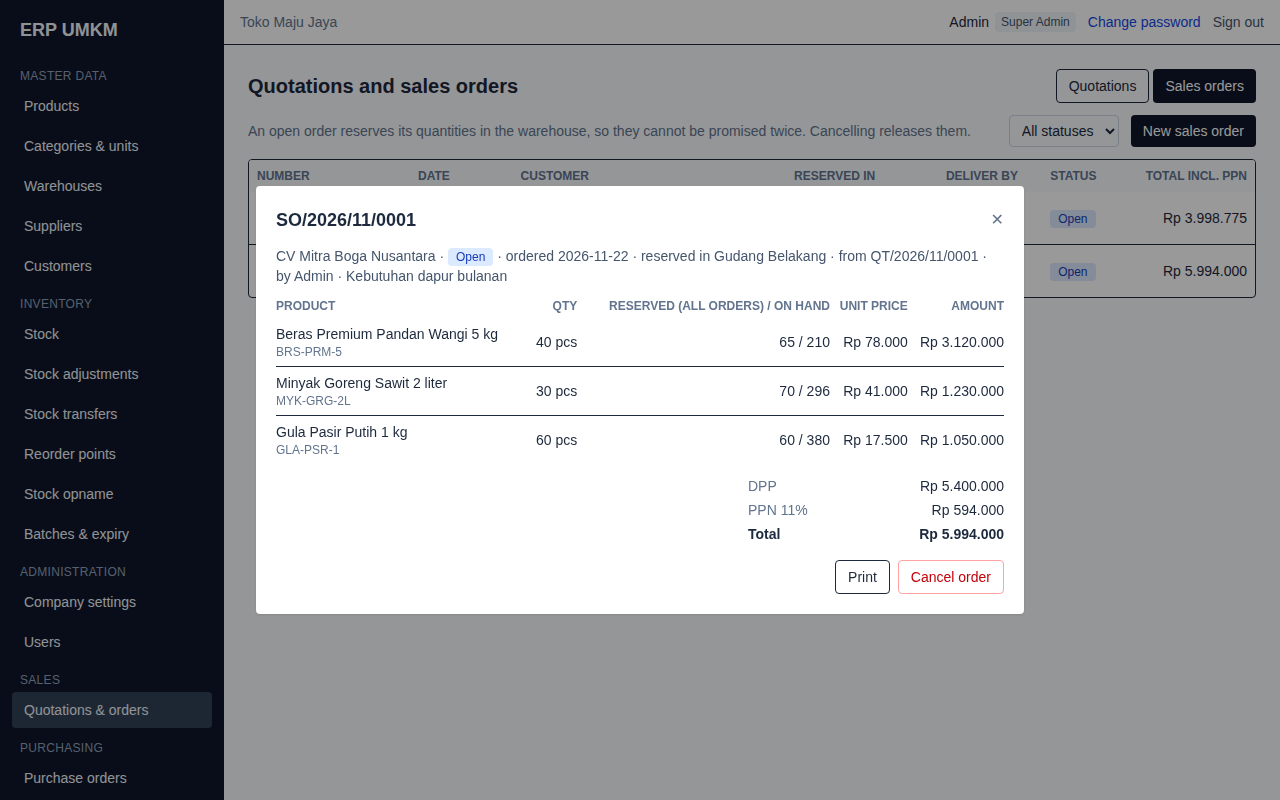 ERP UMKM
MASTER DATA
Products
Categories & units
Warehouses
Suppliers
Customers
INVENTORY
Stock
Stock adjustments
Stock transfers
Reorder points
Stock opname
Batches & expiry
ADMINISTRATION
Company settings
Users
SALES
Quotations & orders
PURCHASING
Purchase orders
Toko Maju Jaya
Admin Super Admin Change password Sign out
Quotations and sales orders
Quotations Sales orders
An open order reserves its quantities in the warehouse, so they cannot be promised twice. Cancelling releases them.
All statuses New sales order
NUMBER DATE CUSTOMER RESERVED IN DELIVER BY STATUS TOTAL INCL. PPN
Open Rp 3.998.775
Open Rp 5.994.000
SO/2026/11/0001 ×
CV Mitra Boga Nusantara · Open · ordered 2026-11-22 · reserved in Gudang Belakang · from QT/2026/11/0001 ·
by Admin · Kebutuhan dapur bulanan
PRODUCT QTY RESERVED (ALL ORDERS) / ON HAND UNIT PRICE AMOUNT
Beras Premium Pandan Wangi 5 kg 40 pcs 65 / 210 Rp 78.000 Rp 3.120.000
BRS-PRM-5
Minyak Goreng Sawit 2 liter 30 pcs 70 / 296 Rp 41.000 Rp 1.230.000
MYK-GRG-2L
Gula Pasir Putih 1 kg 60 pcs 60 / 380 Rp 17.500 Rp 1.050.000
GLA-PSR-1
DPP Rp 5.400.000
PPN 11% Rp 594.000
Total Rp 5.994.000
Print Cancel order